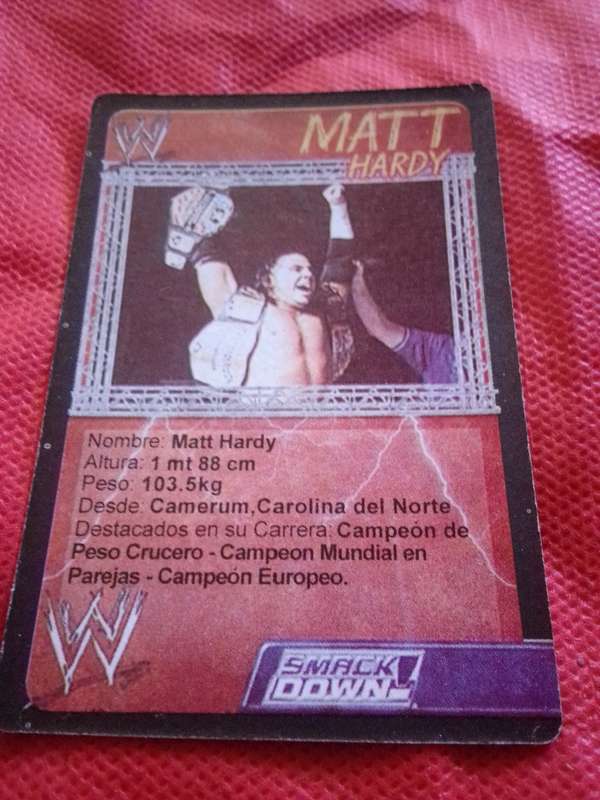 W
MATT
HARDY
Nombre: Matt Hardy
Altura: 1 mt 88 cm
Peso: 103.5kg
Desde: Camerum,Carolina del Norte
Destacados en su Carrera: Campeón de
Peso Crucero - Campeon Mundial en
Parejas - Campeón Europeo.
W
SMACK
DOWN!